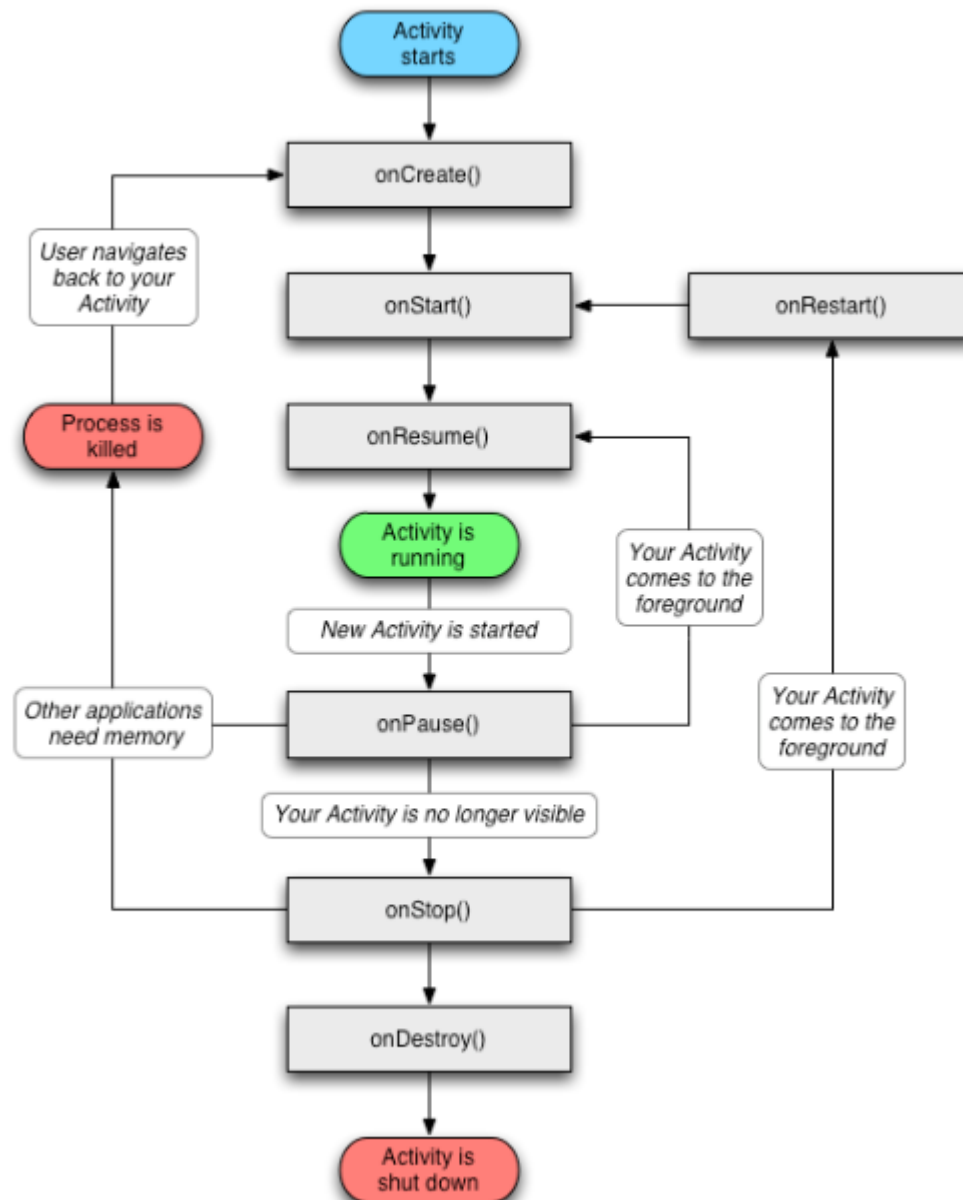 Activity
starts
onCreate()
User navigates
back to your
Activity
onStart()
onRestart()
Process is
killed
onResume()
Activity is
running
Your Activity
comes to the
foreground
New Activity is started
Other applications
need memory
onPause()
Your Activity
comes to the
foreground
Your Activity is no longer visible
onStop()
onDestroy()
Activity is
shut down